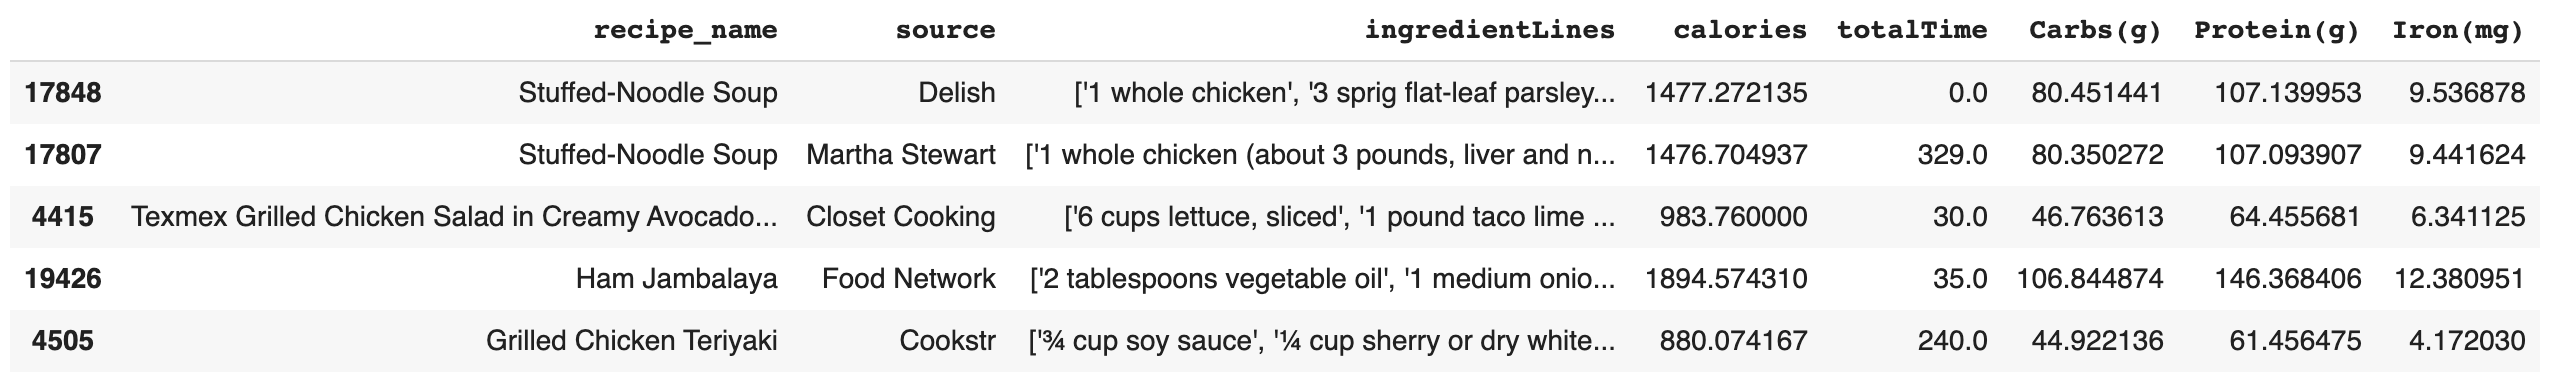 recipe_name source ingredientLines calories totalTime Carbs(g) Protein(g) Iron(mg)
17848 Stuffed-Noodle Soup Delish ['1 whole chicken', '3 sprig flat-leaf parsley... 1477.272135 0.0 80.451441 107.139953 9.536878
17807 Stuffed-Noodle Soup Martha Stewart ['1 whole chicken (about 3 pounds, liver and n... 1476.704937 329.0 80.350272 107.093907 9.441624
4415 Texmex Grilled Chicken Salad in Creamy Avocado... Closet Cooking ['6 cups lettuce, sliced', '1 pound taco lime ... 983.760000 30.0 46.763613 64.455681 6.341125
19426 Ham Jambalaya Food Network ['2 tablespoons vegetable oil', '1 medium onio... 1894.574310 35.0 106.844874 146.368406 12.380951
4505 Grilled Chicken Teriyaki Cookstr ['¾ cup soy sauce', '¼ cup sherry or dry white... 880.074167 240.0 44.922136 61.456475 4.172030